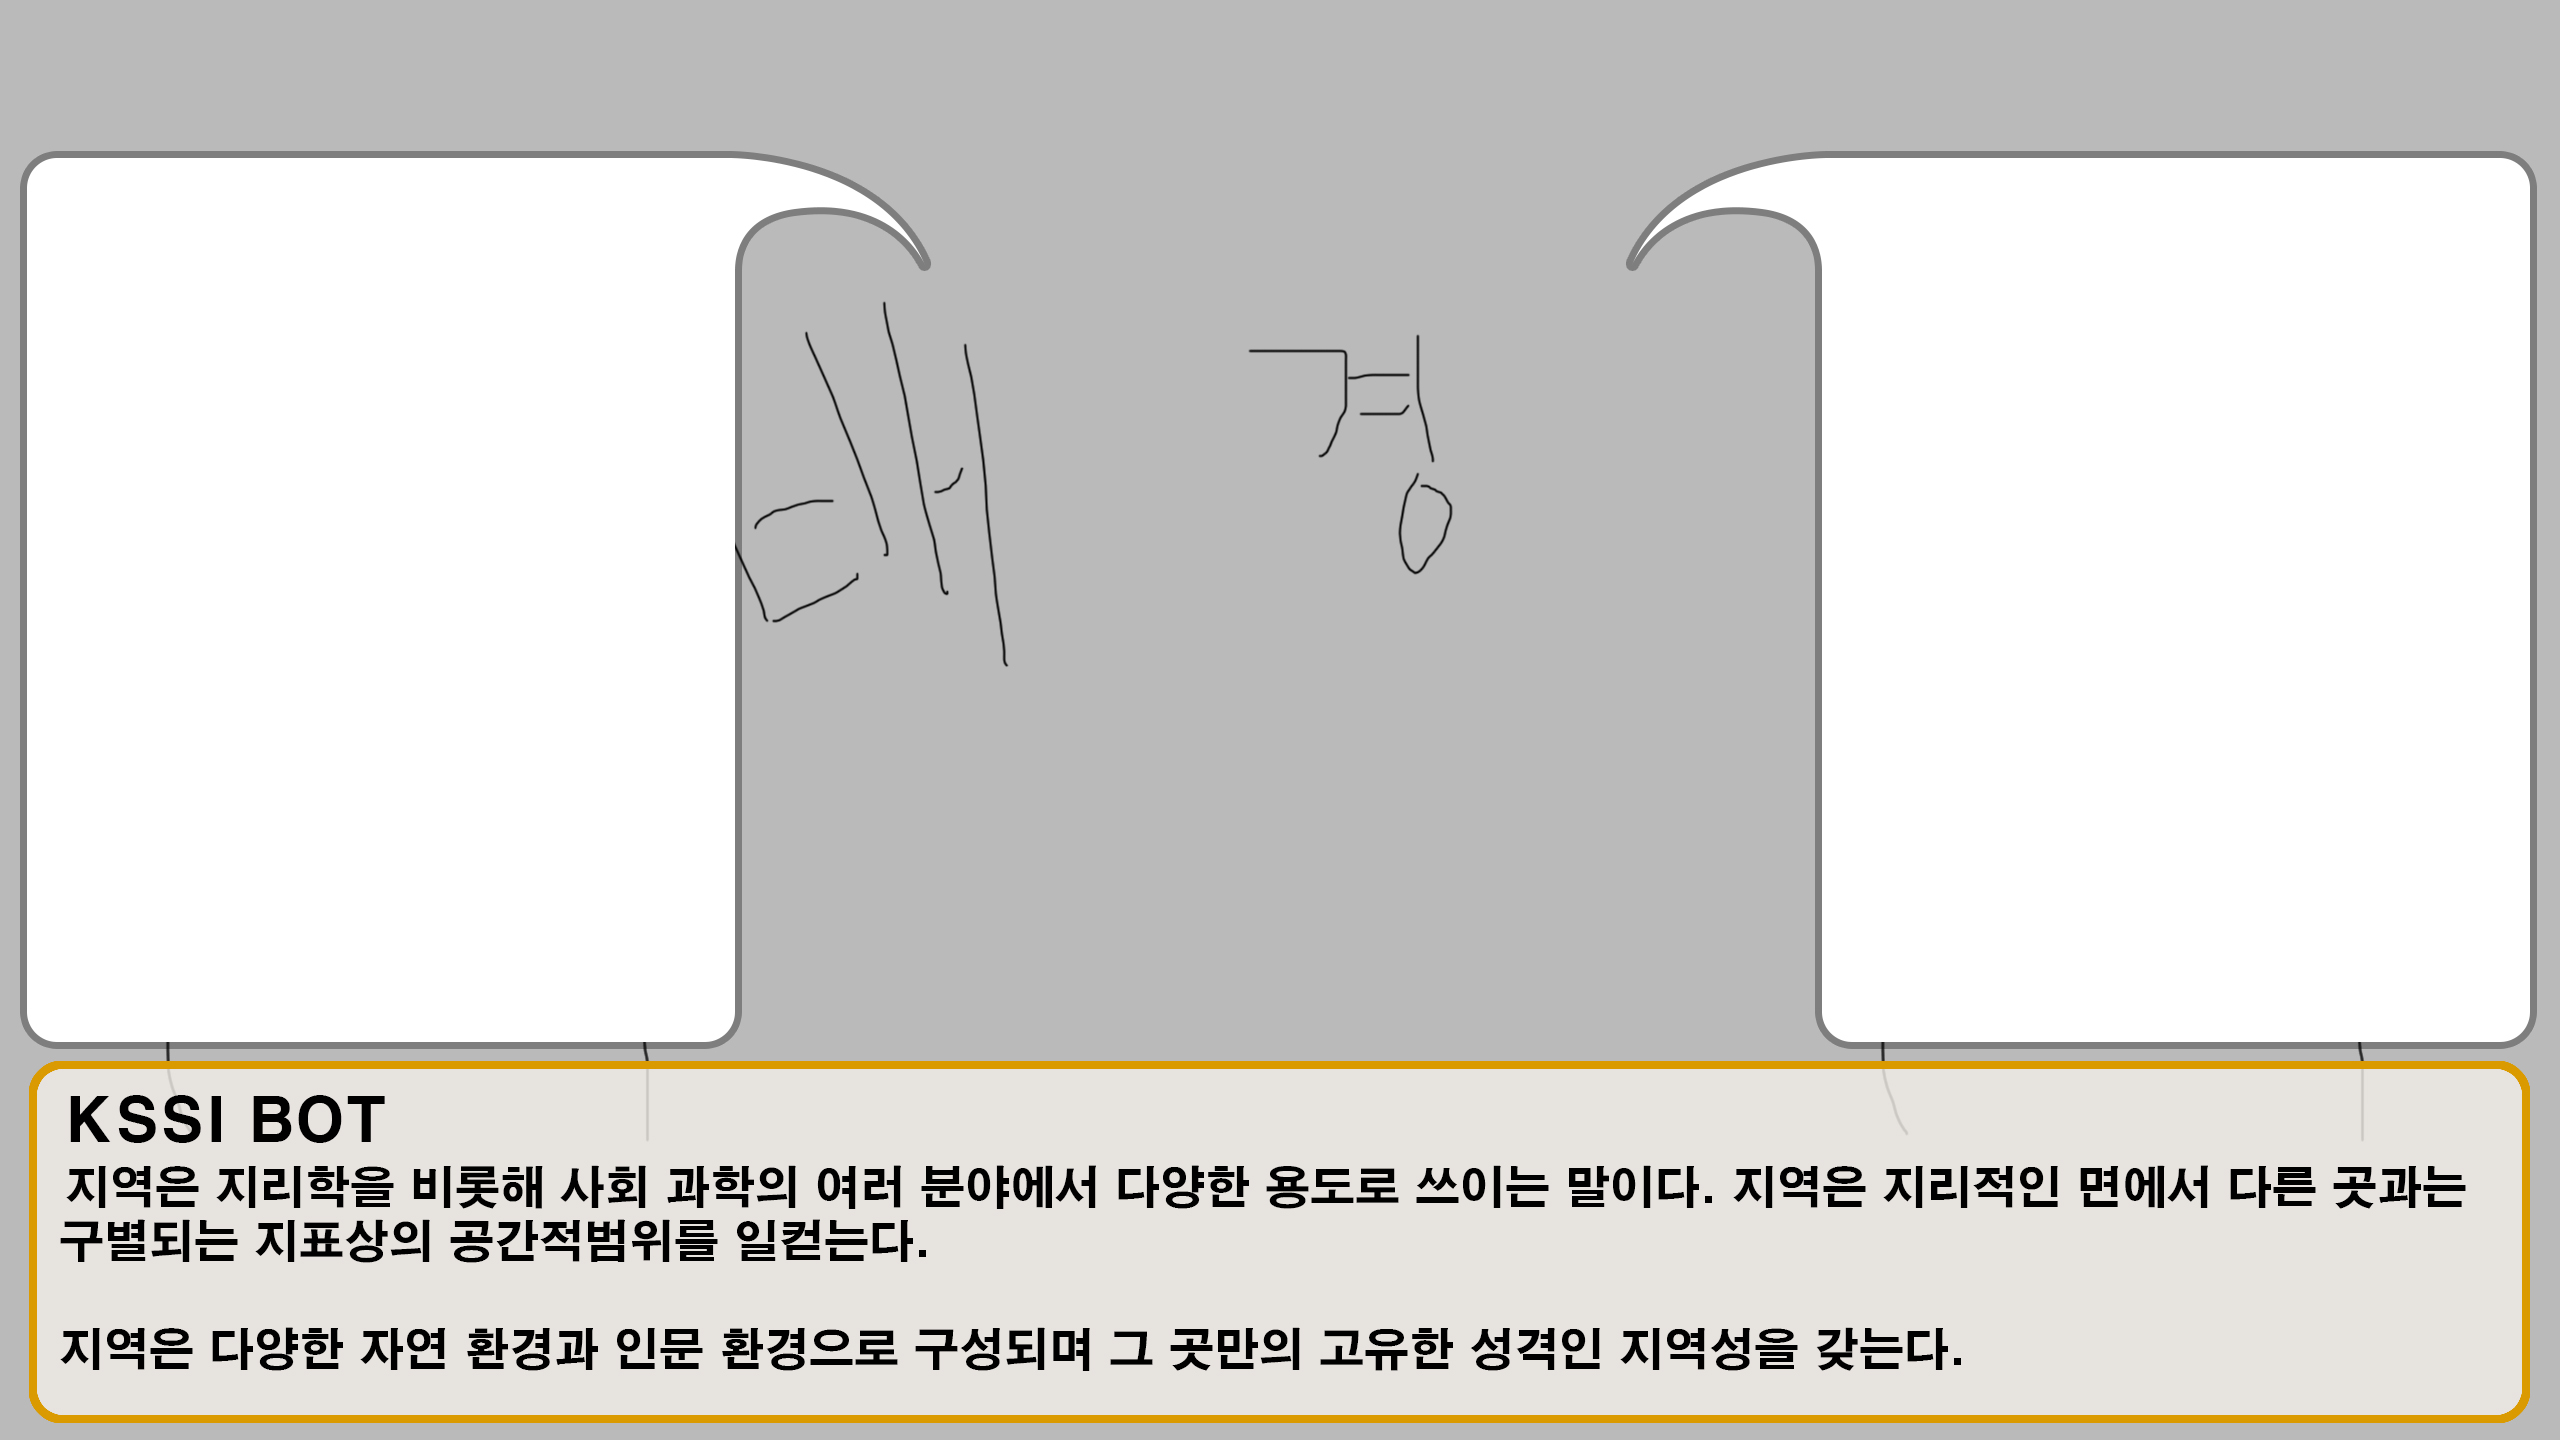 경
KSSI BOT
지역은 지리학을 비롯해 사회 과학의 여러 분야에서 다양한 용도로 쓰이는 말이다. 지역은 지리적인 면에서 다른 곳과는
구별되는 지표상의 공간적범위를 일컫는다.
지역은 다양한 자연 환경과 인문 환경으로 구성되며 그 곳만의 고유한 성격인 지역성을 갖는다.